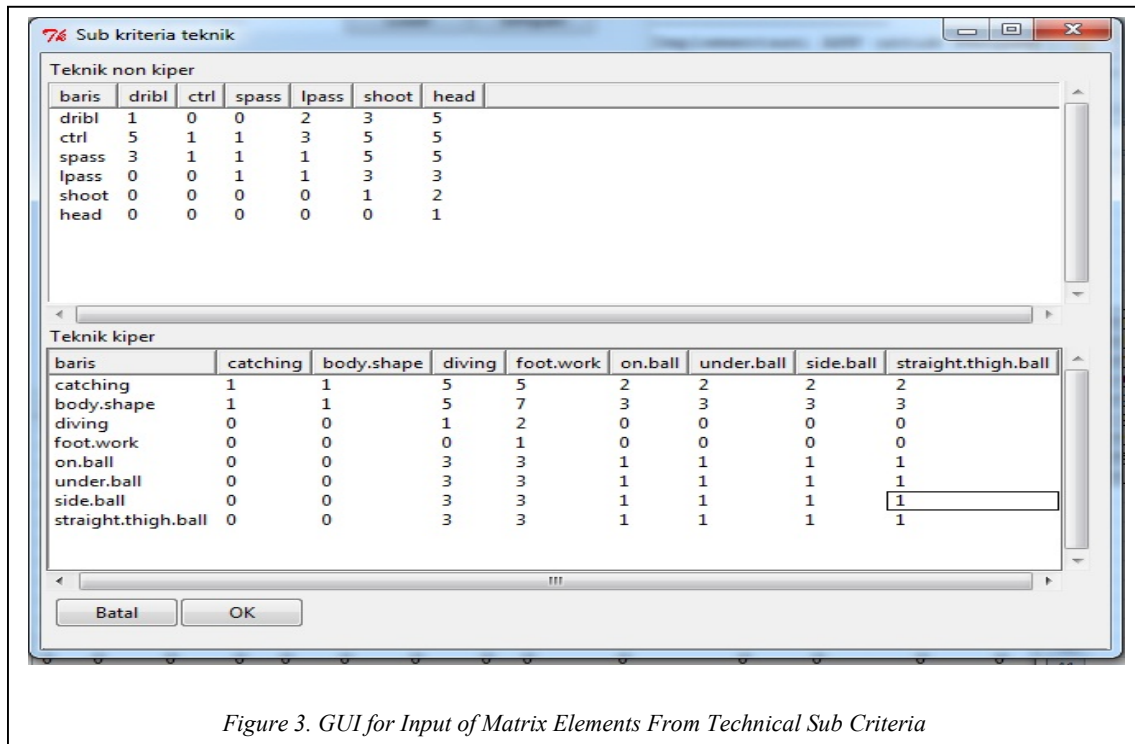 Sub kriteria teknik
Teknik non kiper
baris dribl ctrl spass lpass shoot head
dribl 1 0 0 2 3 5
ctrl 5 1 1 3 5 5
spass 3 1 1 1 5 5
lpass 0 0 1 1 3 3
shoot 0 0 0 0 1 2
head 0 0 0 0 0 1
Teknik kiper
baris catching body.shape diving foot.work on.ball under.ball side.ball straight.thigh.ball
catching 1 1 5 5 2 2 2 2
body.shape 1 1 5 7 3 3 3 3
diving 0 0 1 2 0 0 0 0
foot.work 0 0 0 1 0 0 0 0
on.ball 0 0 3 3 1 1 1 1
under.ball 0 0 3 3 1 1 1 1
side.ball 0 0 3 3 1 1 1 1
straight.thigh.ball 0 0 3 3 1 1 1 1
Batal OK
Figure 3. GUI for Input of Matrix Elements From Technical Sub Criteria